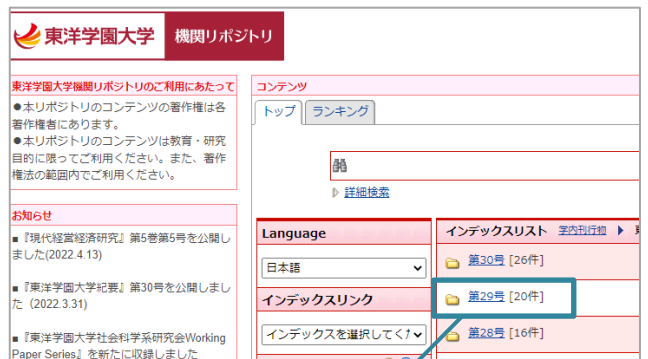 東洋学園大学 機関リポジトリ
東洋学園大学機関リポジトリのご利用にあたって
●本リポジトリのコンテンツの著作権は各
著作権者にあります。
●本リポジトリのコンテンツは教育・研究
目的に限ってご利用ください。また、著作
権法の範囲内でご利用ください。
お知らせ
■『現代経営経済研究』第5巻第5号を公開し
ました(2022.4.13)
■『東洋学園大学紀要』第30号を公開しまし
た（2022.3.31)
■『東洋学園大学社会科学系研究会Working
Paper Series』を新たに収録しました
コンテンツ
トップ ランキング
詳細検索
Language
日本語
インデックスリンク
インデックスを選択してく
インデックスリスト 学内刊行物
第30号 [26件]
第29号 [20件]
第28号 [16件]